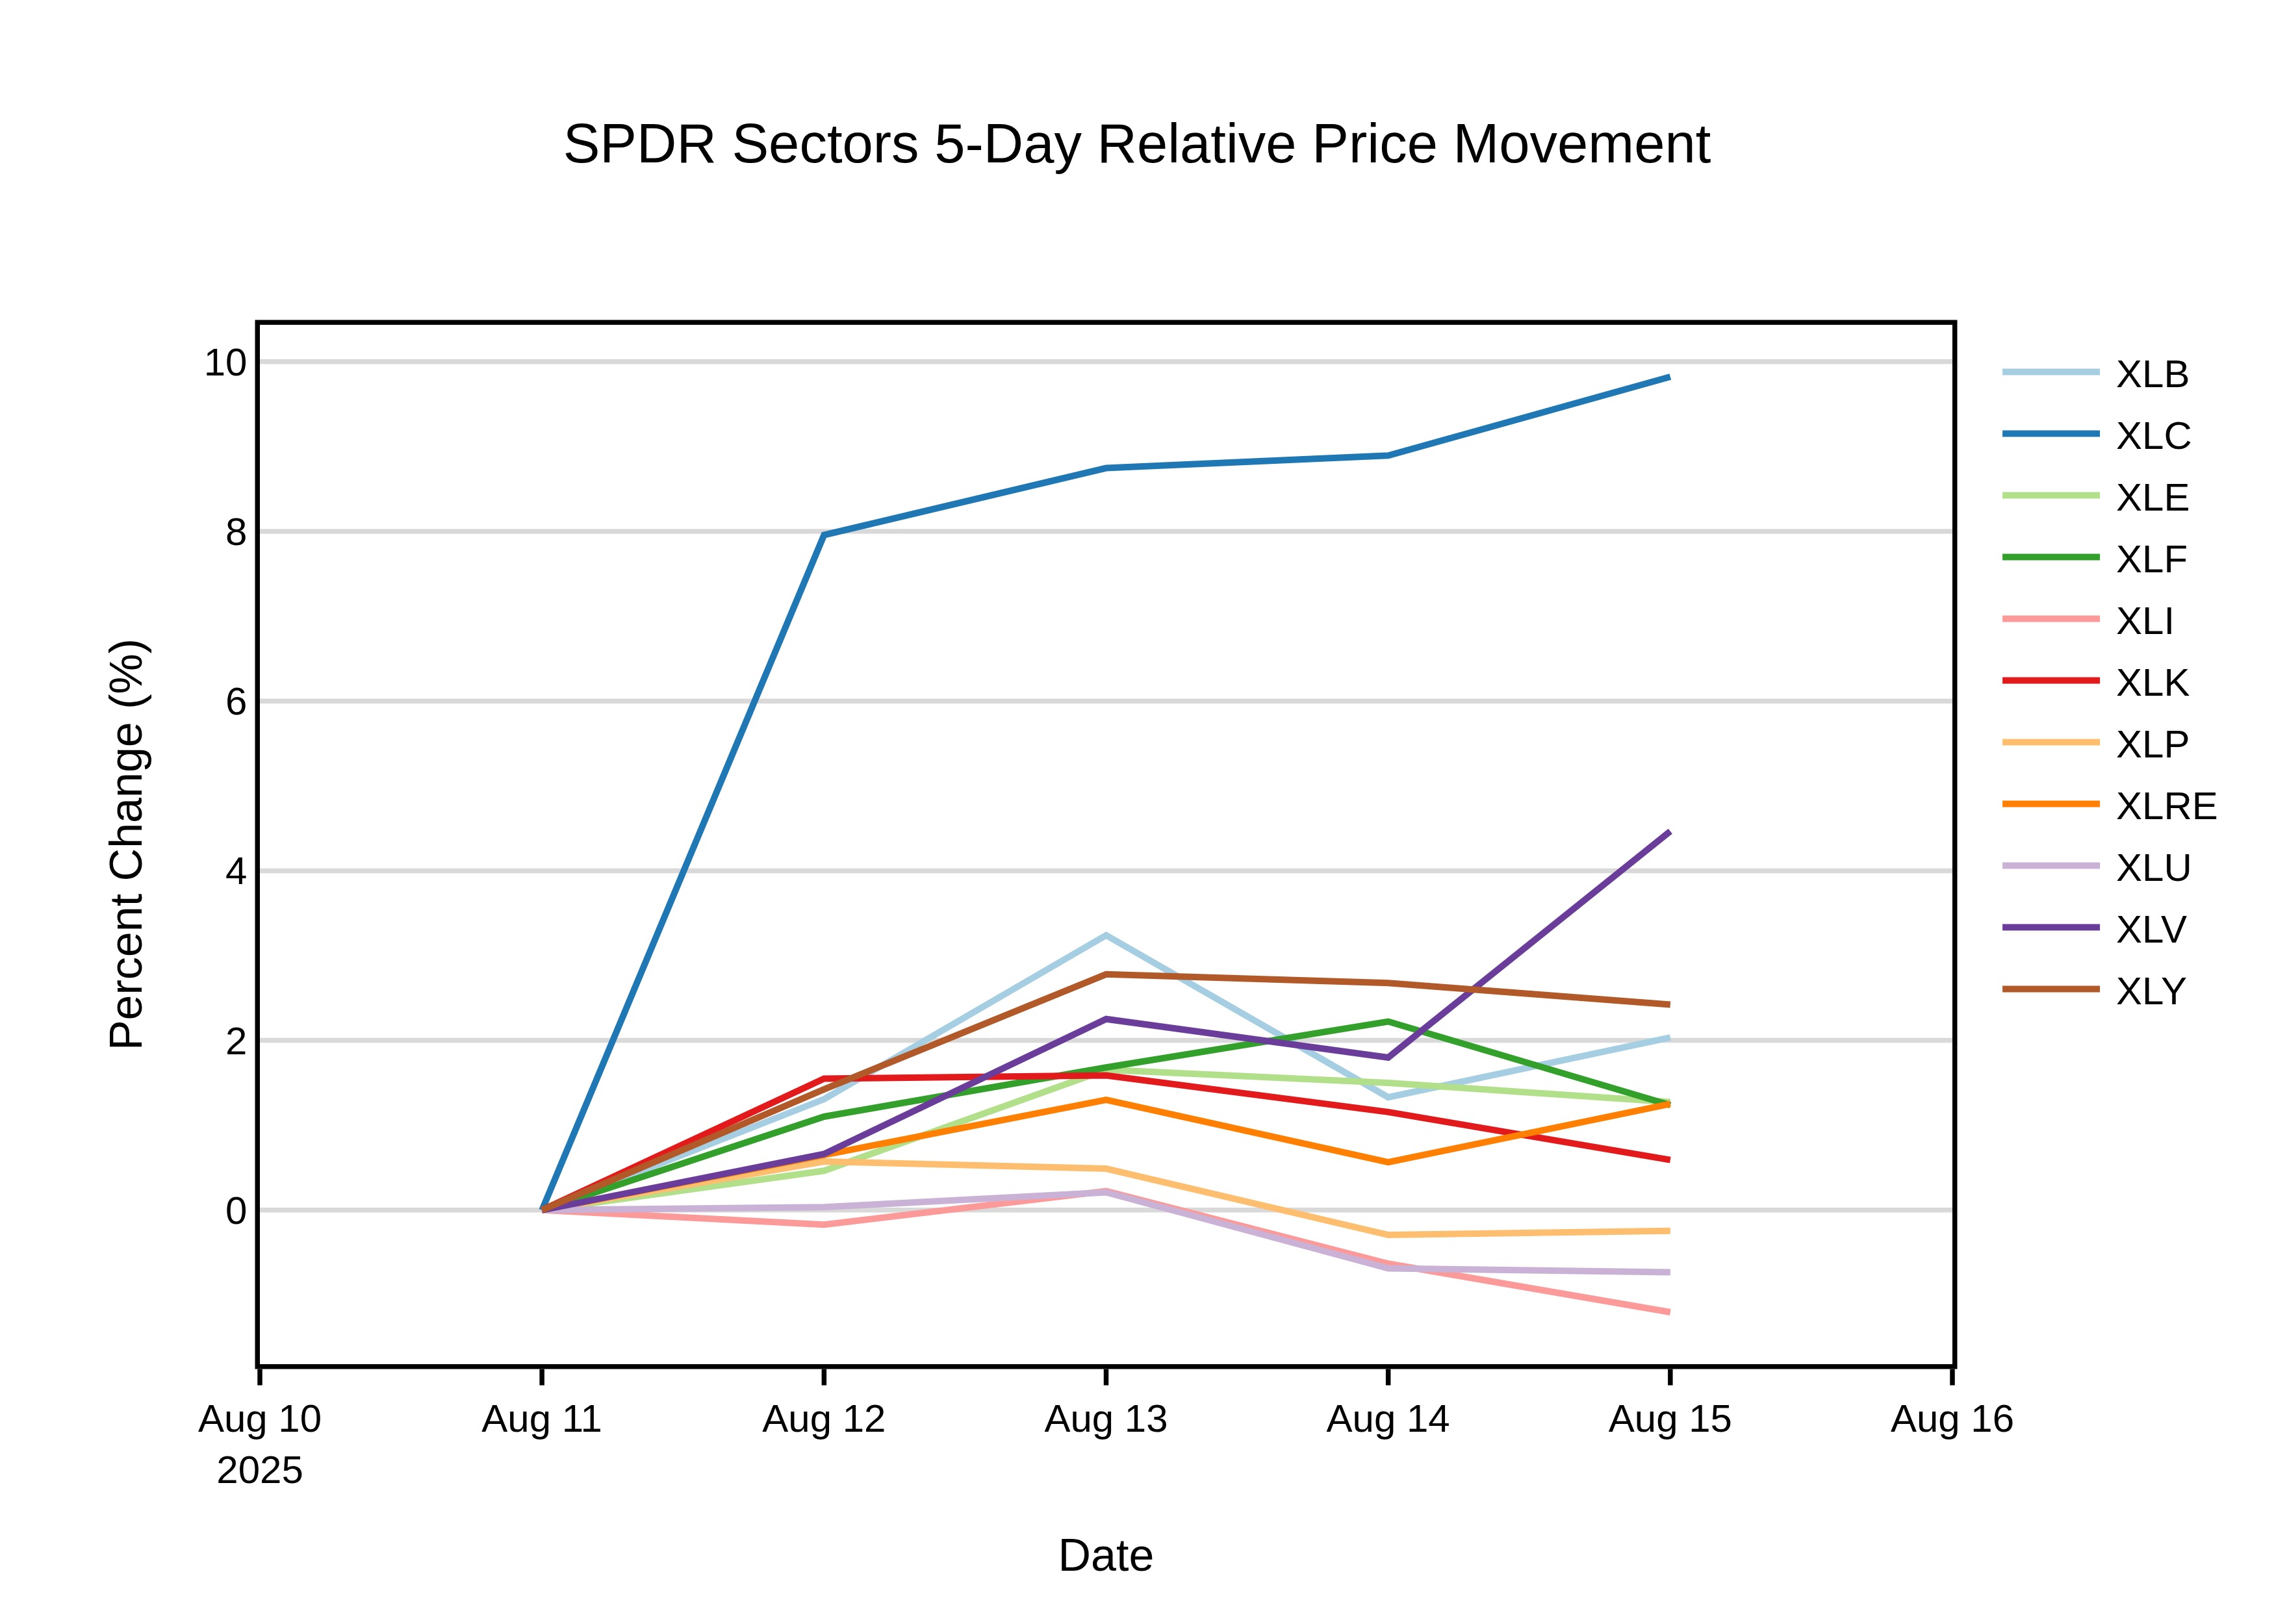 SPDR Sectors 5-Day Relative Price Movement
Percent Change (%)
10
8
6
4
2
0
Aug 10
2025
Aug 11
Aug 12
Aug 13
Aug 14
Aug 15
Aug 16
Date
XLB
XLC
XLE
XLF
XLI
XLK
XLP
XLRE
XLU
XLV
XLY